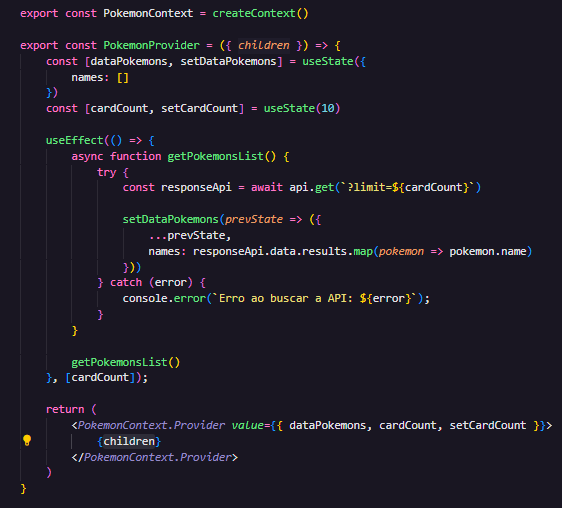 export const PokemonContext = createContext()
export const PokemonProvider = ({ children }) => {
const [dataPokemons, setDataPokemons] = useState({
names: []
})
const [cardCount, setCardCount] = useState(10)
useEffect(() => {
async function getPokemonsList() {
try {
const responseApi = await api.get(`?limit=${cardCount}`)
setDataPokemons(prevState => ({
...prevState,
names: responseApi.data.results.map(pokemon => pokemon.name)
}))
} catch (error) {
console.error(`Erro ao buscar a API: ${error}`);
}
}
getPokemonsList()
}, [cardCount]);
return (
<PokemonContext.Provider value={{ dataPokemons, cardCount, setCardCount }}>
{children}
</PokemonContext.Provider>
)
}